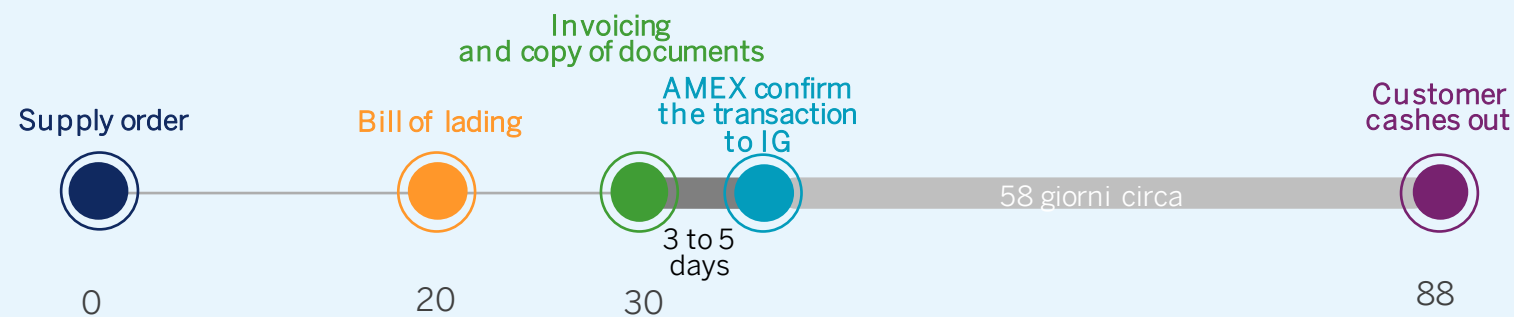 Invoicing
and copy of documents
AMEX confirm
the transaction
to IG
Customer
cashes out
Supply order
Bill of lading
58 giorni circa
3 to 5
days
0
20
30
88